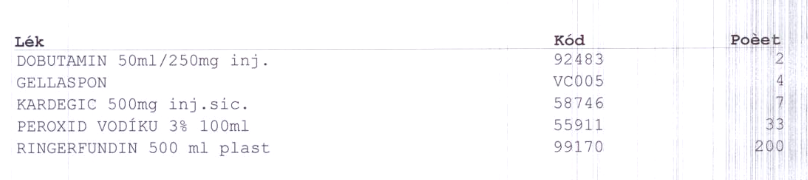 Lék Kód Poèet
DOBUTAMIN 50ml/250mg inj. 92483 2
GELLASPON VC005 4
KARDEGIC 500mg inj.sic. 58746 7
PEROXID VODÍKU 3% 100ml 55911 33
RINGERFUNDIN 500 ml plast 99170 200